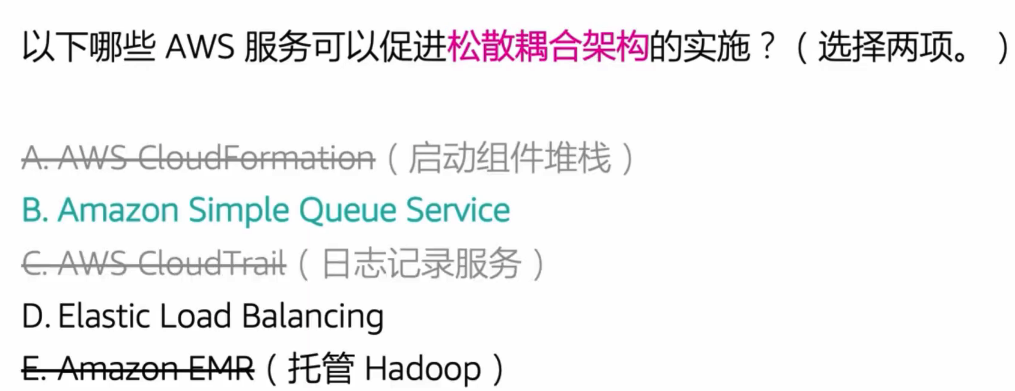 以下哪些 AWS 服务可以促进松散耦合架构的实施？（选择两项。）
A. AWS CloudFormation（启动组件堆栈）
B. Amazon Simple Queue Service
C. AWS CloudTrail（日志记录服务）
D. Elastic Load Balancing
E. Amazon EMR（托管 Hadoop）